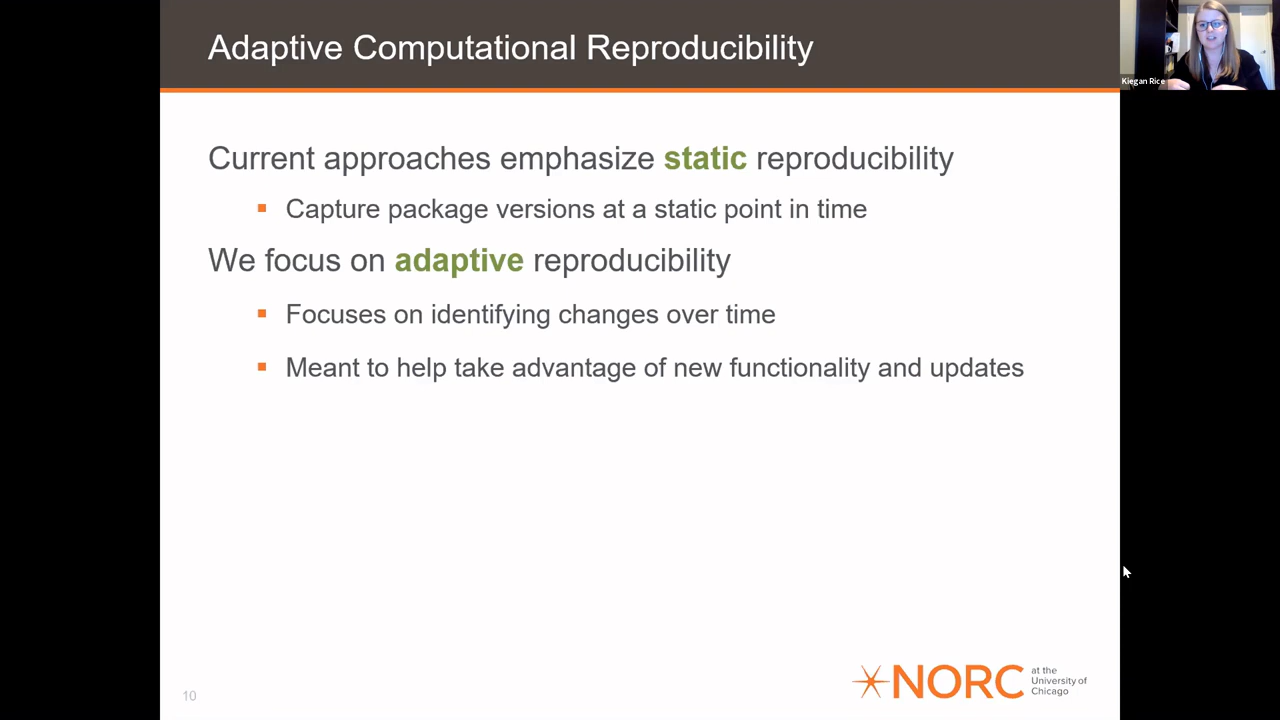 Adaptive Computational Reproducibility
Kiegan Rice
Current approaches emphasize static reproducibility
Capture package versions at a static point in time
We focus on adaptive reproducibility
Focuses on identifying changes over time
Meant to help take advantage of new functionality and updates
10
NORC
at the
University of
Chicago